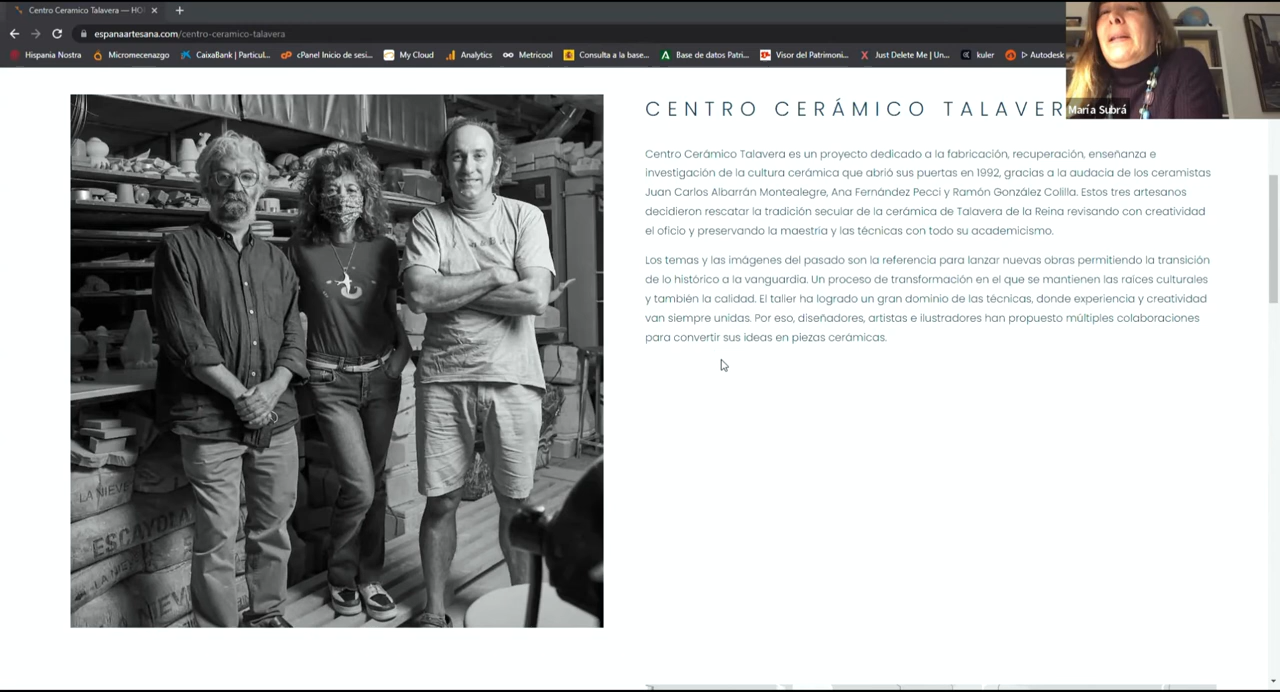 Centro Ceramico Talavera — HO
espanaartesana.com/centro-ceramico-talavera
Hispania Nostra
Micromecenazgo
CaixaBank | Particul...
cPanel Inicio de sesi...
My Cloud
Analytics
Metricool
Consulta a la base...
Base de datos Patri...
Visor del Patrimoni...
Just Delete Me | Un...
kuler
ᐅ Autodesk
María Subrá
CENTRO CERÁMICO TALAVER
Centro Cerámico Talavera es un proyecto dedicado a la fabricación, recuperación, enseñanza e
investigación de la cultura cerámica que abrió sus puertas en 1992, gracias a la audacia de los ceramistas
Juan Carlos Albarrán Montealegre, Ana Fernández Pecci y Ramón González Colilla. Estos tres artesanos
decidieron rescatar la tradición secular de la cerámica de Talavera de la Reina revisando con creatividad
el oficio y preservando la maestría y las técnicas con todo su academicismo.
Los temas y las imágenes del pasado son la referencia para lanzar nuevas obras permitiendo la transición
de lo histórico a la vanguardia. Un proceso de transformación en el que se mantienen las raíces culturales
y también la calidad. El taller ha logrado un gran dominio de las técnicas, donde experiencia y creatividad
van siempre unidas. Por eso, diseñadores, artistas e ilustradores han propuesto múltiples colaboraciones
para convertir sus ideas en piezas cerámicas.
LA NIEVE
ESCAYOLA
LA NIEVE
NIEVE